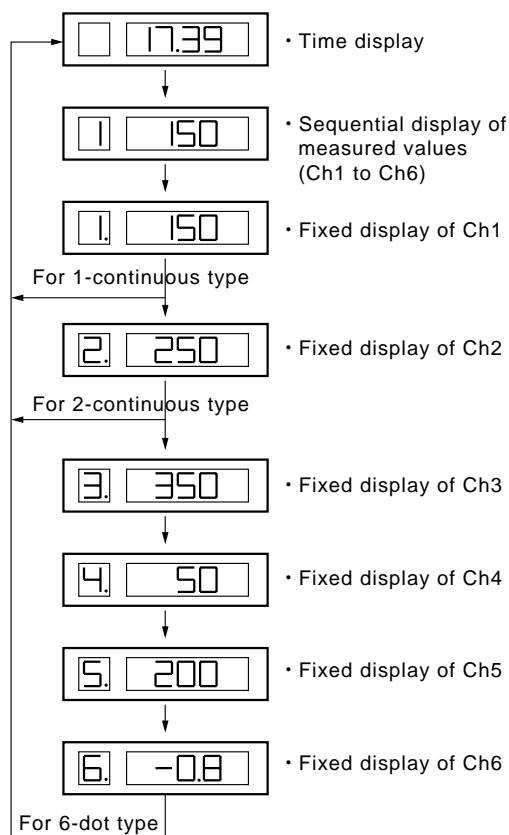 17.39 · Time display
1 150 · Sequential display of
measured values
(Ch1 to Ch6)
1. 150 · Fixed display of Ch1
For 1-continuous type
2. 250 · Fixed display of Ch2
For 2-continuous type
3. 350 · Fixed display of Ch3
4. 50 · Fixed display of Ch4
5. 200 · Fixed display of Ch5
6. -0.8 · Fixed display of Ch6
For 6-dot type